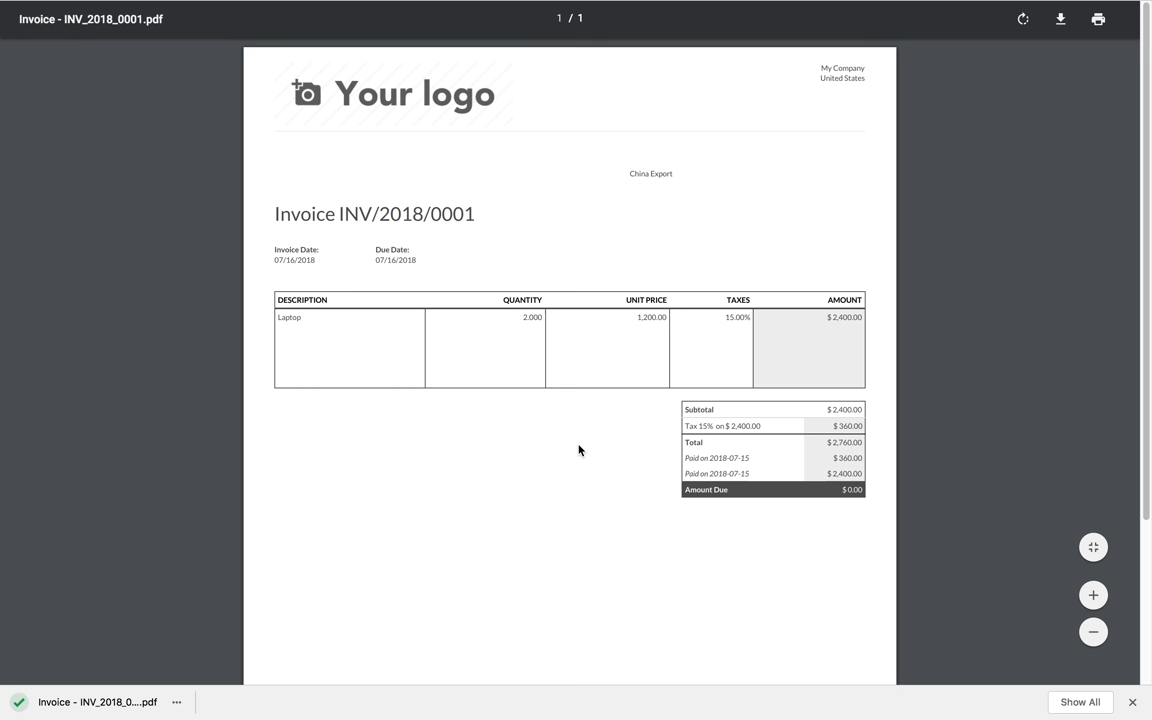 Invoice - INV_2018_0001.pdf
1 / 1
Your logo
My Company
United States
China Export
Invoice INV/2018/0001
Invoice Date: Due Date:
07/16/2018 07/16/2018
DESCRIPTION QUANTITY UNIT PRICE TAXES AMOUNT
Laptop 2.000 1,200.00 15.00% $ 2,400.00
Subtotal $ 2,400.00
Tax 15% on $ 2,400.00 $ 360.00
Total $ 2,760.00
Paid on 2018-07-15 $ 360.00
Paid on 2018-07-15 $ 2,400.00
Amount Due $ 0.00
Invoice - INV_2018_0....pdf
Show All